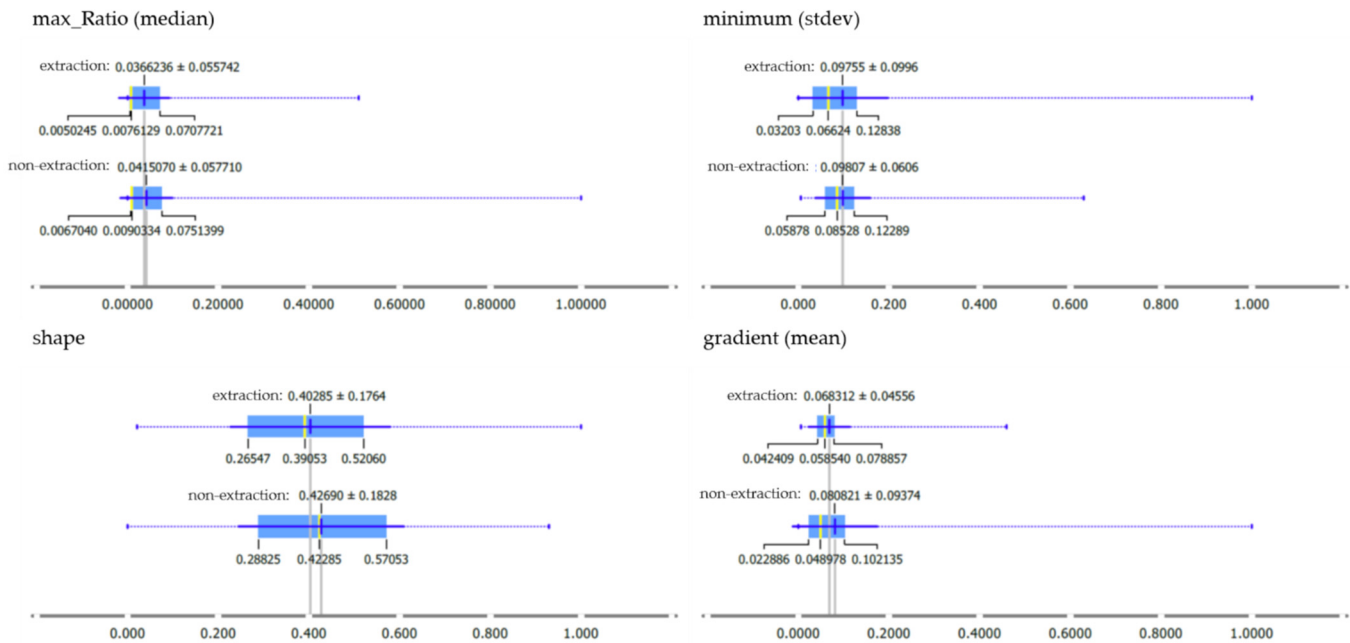 max_Ratio (median)
extraction: 0.0366236 ± 0.055742
0.0050245 0.0076129 0.0707721
non-extraction: 0.0415070 ± 0.057710
0.0067040 0.0090334 0.0751399
0.00000 0.20000 0.40000 0.60000 0.80000 1.00000
minimum (stdev)
extraction: 0.09755 ± 0.0996
0.03203 0.06624 0.12838
non-extraction: 0.09807 ± 0.0606
0.05878 0.08528 0.12289
0.000 0.200 0.400 0.600 0.800 1.000
shape
extraction: 0.40285 ± 0.1764
0.26547 0.39053 0.52060
non-extraction: 0.42690 ± 0.1828
0.28825 0.42285 0.57053
0.000 0.200 0.400 0.600 0.800 1.000
gradient (mean)
extraction: 0.068312 ± 0.04556
0.042409 0.058540 0.078857
non-extraction: 0.080821 ± 0.09374
0.022886 0.048978 0.102135
0.0000 0.2000 0.4000 0.6000 0.8000 1.0000